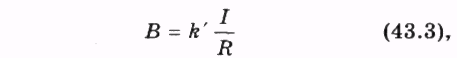 B = k′ I/R (43.3),